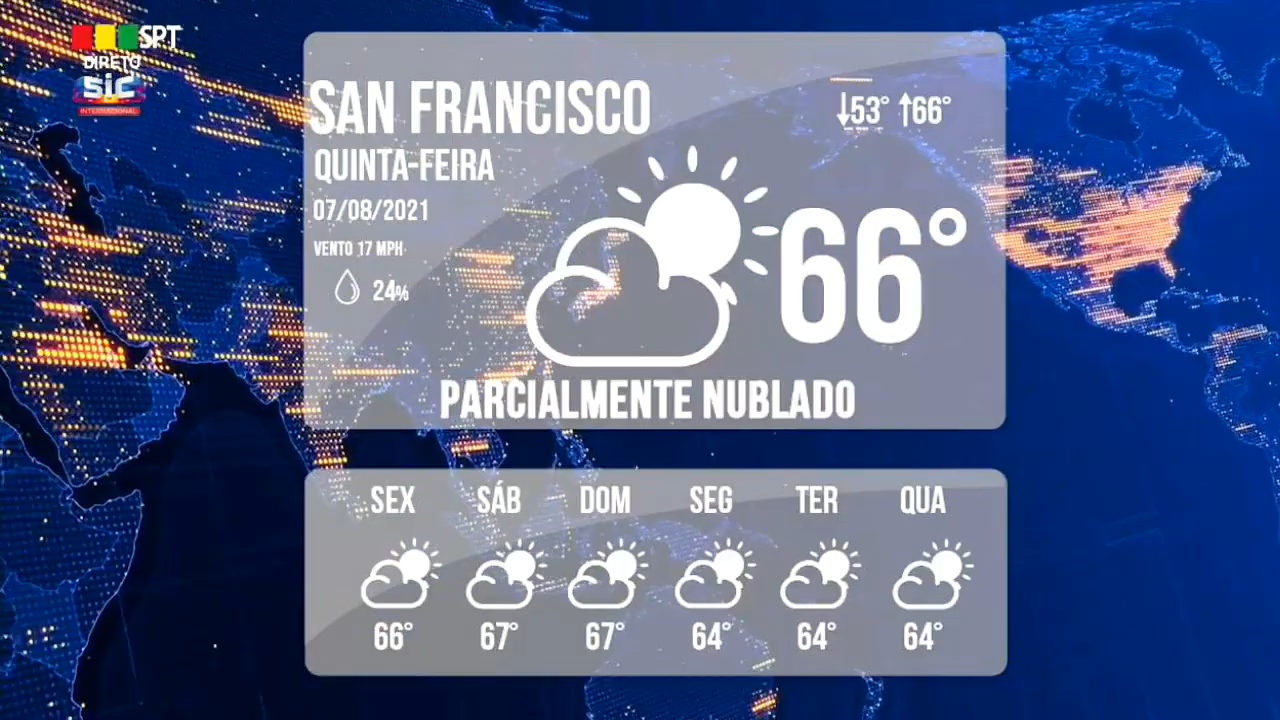 SPT
DIRETO
SIC
INTERNACIONAL
SAN FRANCISCO
↓53° ↑66°
QUINTA-FEIRA
07/08/2021
VENTO 17 MPH
24%
66°
PARCIALMENTE NUBLADO
SEX SÁB DOM SEG TER QUA
66° 67° 67° 64° 64° 64°